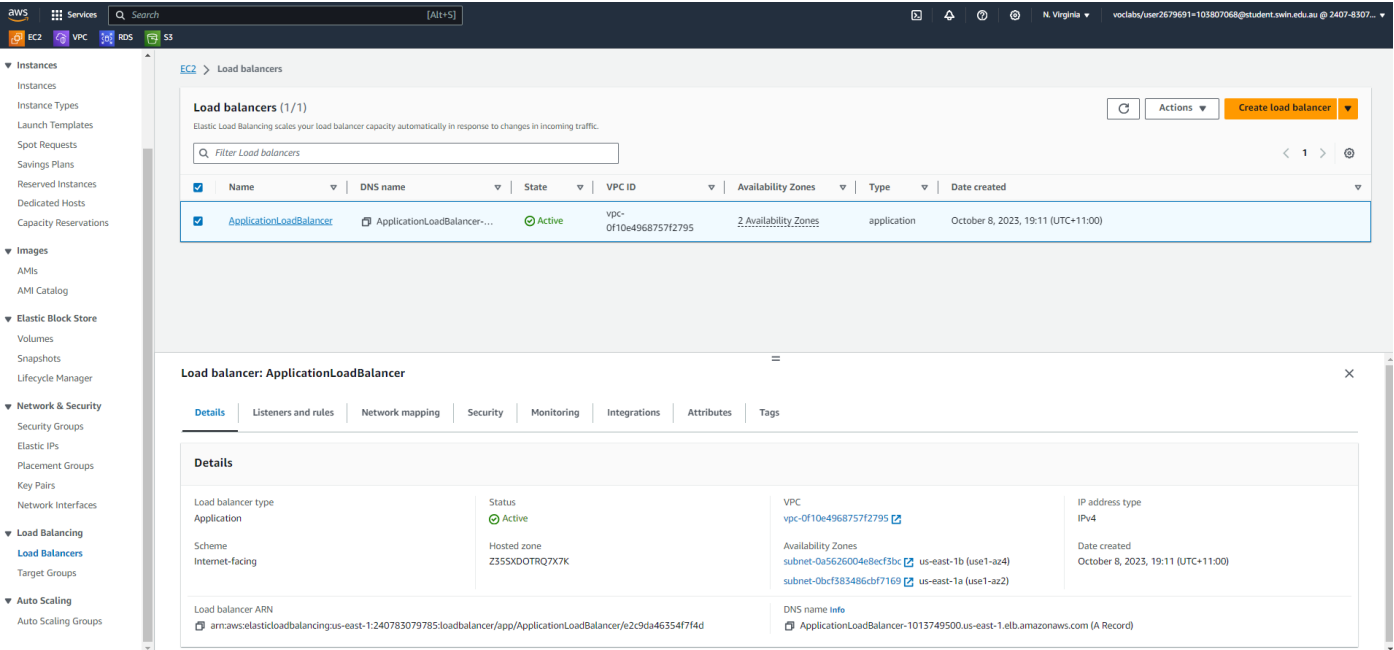 aws Services Search [Alt+S] N. Virginia voclabs/user2679691=103807068@student.swin.edu.au @ 2407-8307...
EC2 VPC RDS S3
Instances
Instances
Instance Types
Launch Templates
Spot Requests
Savings Plans
Reserved Instances
Dedicated Hosts
Capacity Reservations
Images
AMIs
AMI Catalog
Elastic Block Store
Volumes
Snapshots
Lifecycle Manager
Network & Security
Security Groups
Elastic IPs
Placement Groups
Key Pairs
Network Interfaces
Load Balancing
Load Balancers
Target Groups
Auto Scaling
Auto Scaling Groups
EC2 > Load balancers
Load balancers (1/1) Actions Create load balancer
Elastic Load Balancing scales your load balancer capacity automatically in response to changes in incoming traffic.
Filter Load balancers < 1 >
Name DNS name State VPC ID Availability Zones Type Date created
ApplicationLoadBalancer ApplicationLoadBalancer-... Active vpc-0f10e4968757f2795 2 Availability Zones application October 8, 2023, 19:11 (UTC+11:00)
Load balancer: ApplicationLoadBalancer
Details Listeners and rules Network mapping Security Monitoring Integrations Attributes Tags
Details
Load balancer type Status VPC IP address type
Application Active vpc-0f10e4968757f2795 IPv4
Scheme Hosted zone Availability Zones Date created
Internet-facing Z35SXDOTRQ7X7K subnet-0a5626004e8ecf3bc us-east-1b (use1-az4) October 8, 2023, 19:11 (UTC+11:00)
subnet-0bcf383486cbf7169 us-east-1a (use1-az2)
Load balancer ARN DNS name Info
arn:aws:elasticloadbalancing:us-east-1:240783079785:loadbalancer/app/ApplicationLoadBalancer/e2c9da46354f7f4d ApplicationLoadBalancer-1013749500.us-east-1.elb.amazonaws.com (A Record)